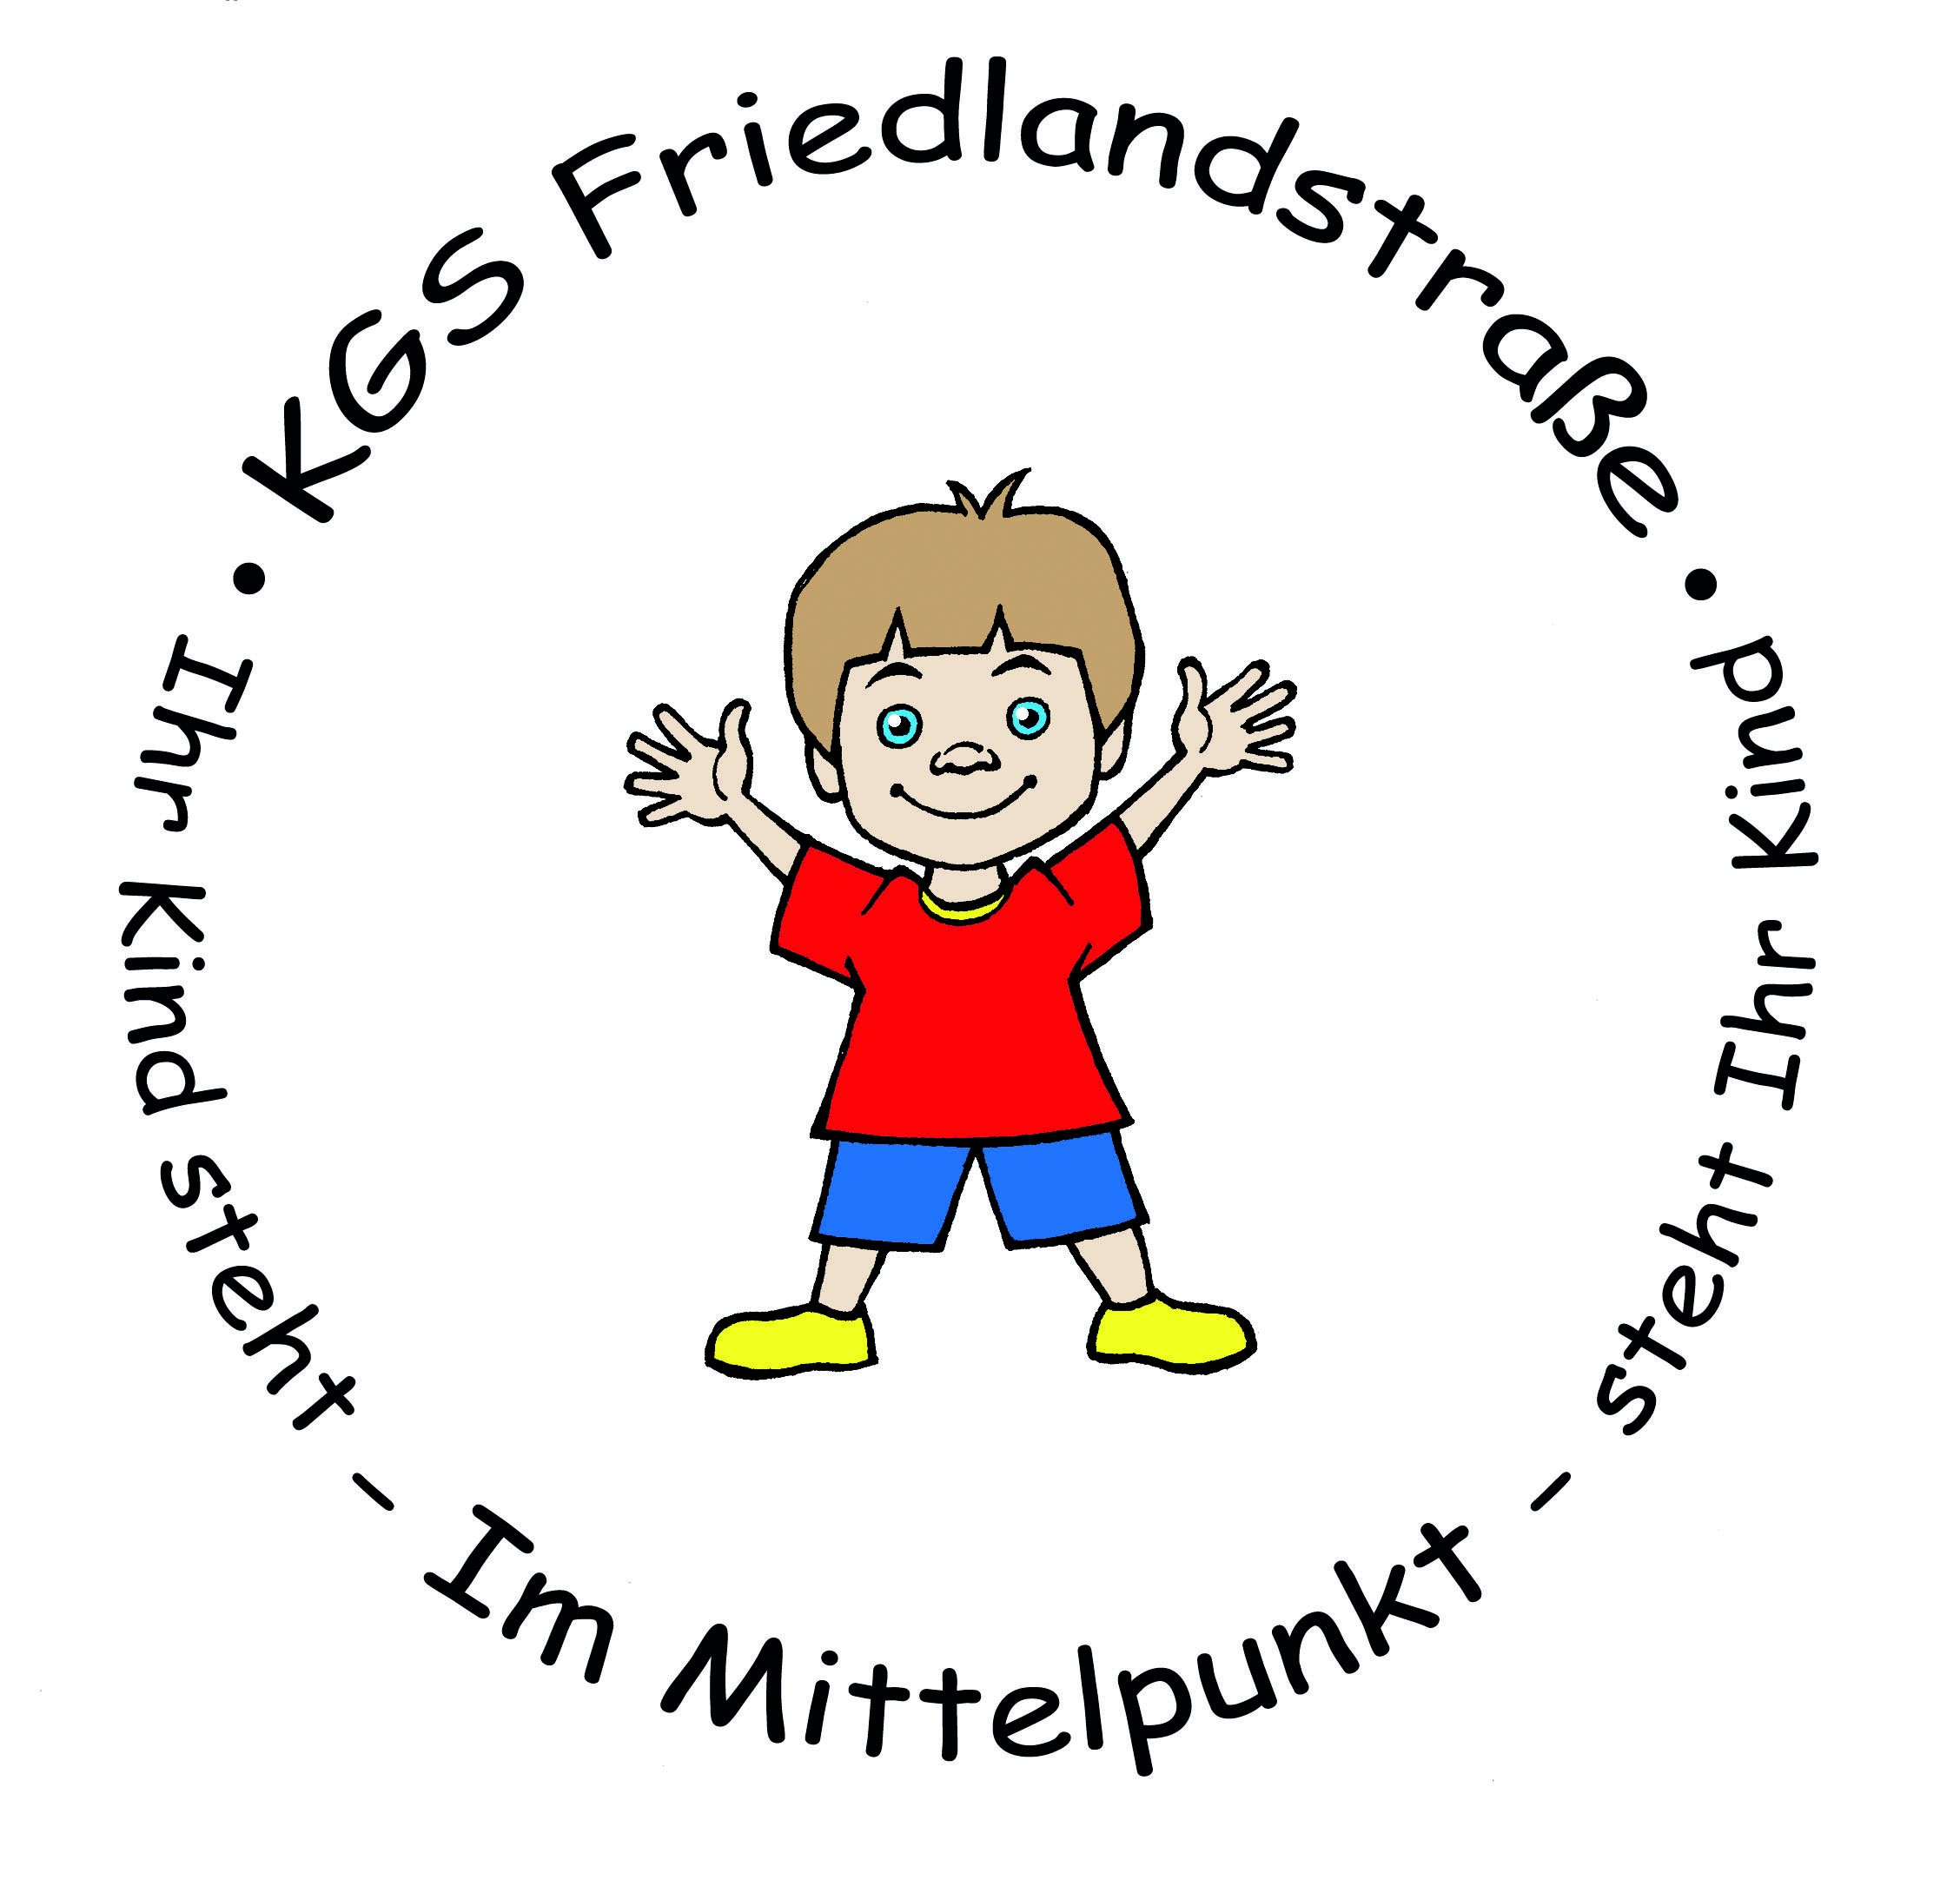 • KGS Friedlandstraße •
Ihr Kind steht - Im Mittelpunkt - steht Ihr Kind